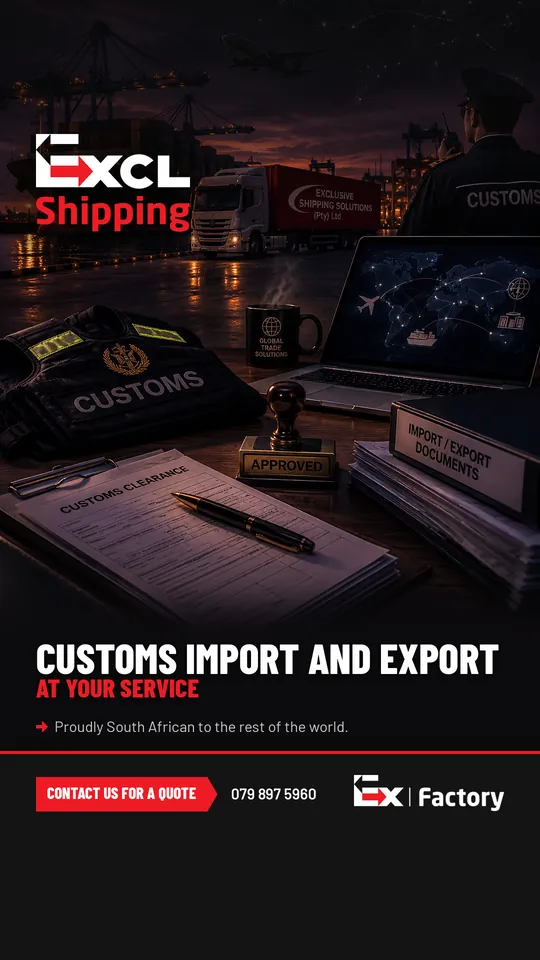 EXCL
Shipping
EXCLUSIVE
SHIPPING SOLUTIONS
(Pty) Ltd
CUSTOMS
GLOBAL
TRADE
SOLUTIONS
CUSTOMS
IMPORT / EXPORT
DOCUMENTS
APPROVED
CUSTOMS CLEARANCE
CUSTOMS IMPORT AND EXPORT
AT YOUR SERVICE
Proudly South African to the rest of the world.
CONTACT US FOR A QUOTE
079 897 5960
Ex | Factory